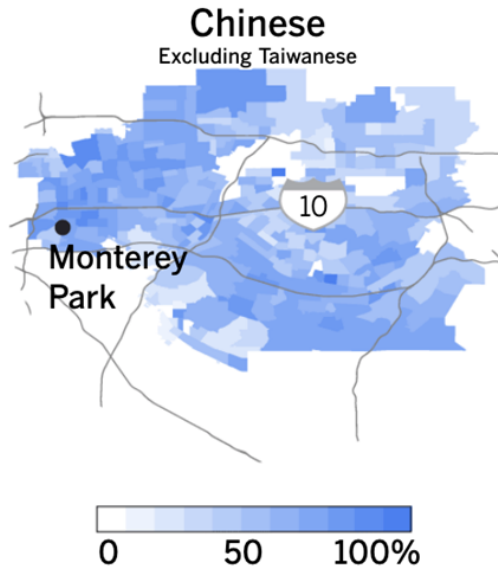 Chinese
Excluding Taiwanese
10
Monterey
Park
0 50 100%